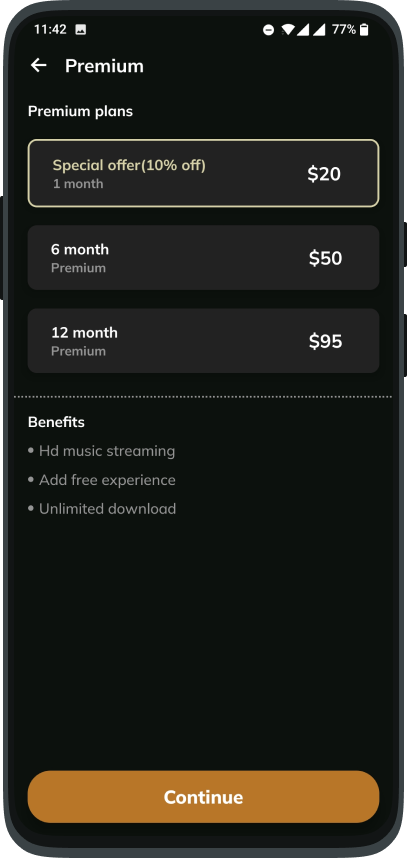 11:42 77%
Premium
Premium plans
Special offer(10% off)
1 month
$20
6 month
Premium
$50
12 month
Premium
$95
Benefits
• Hd music streaming
• Add free experience
• Unlimited download
Continue